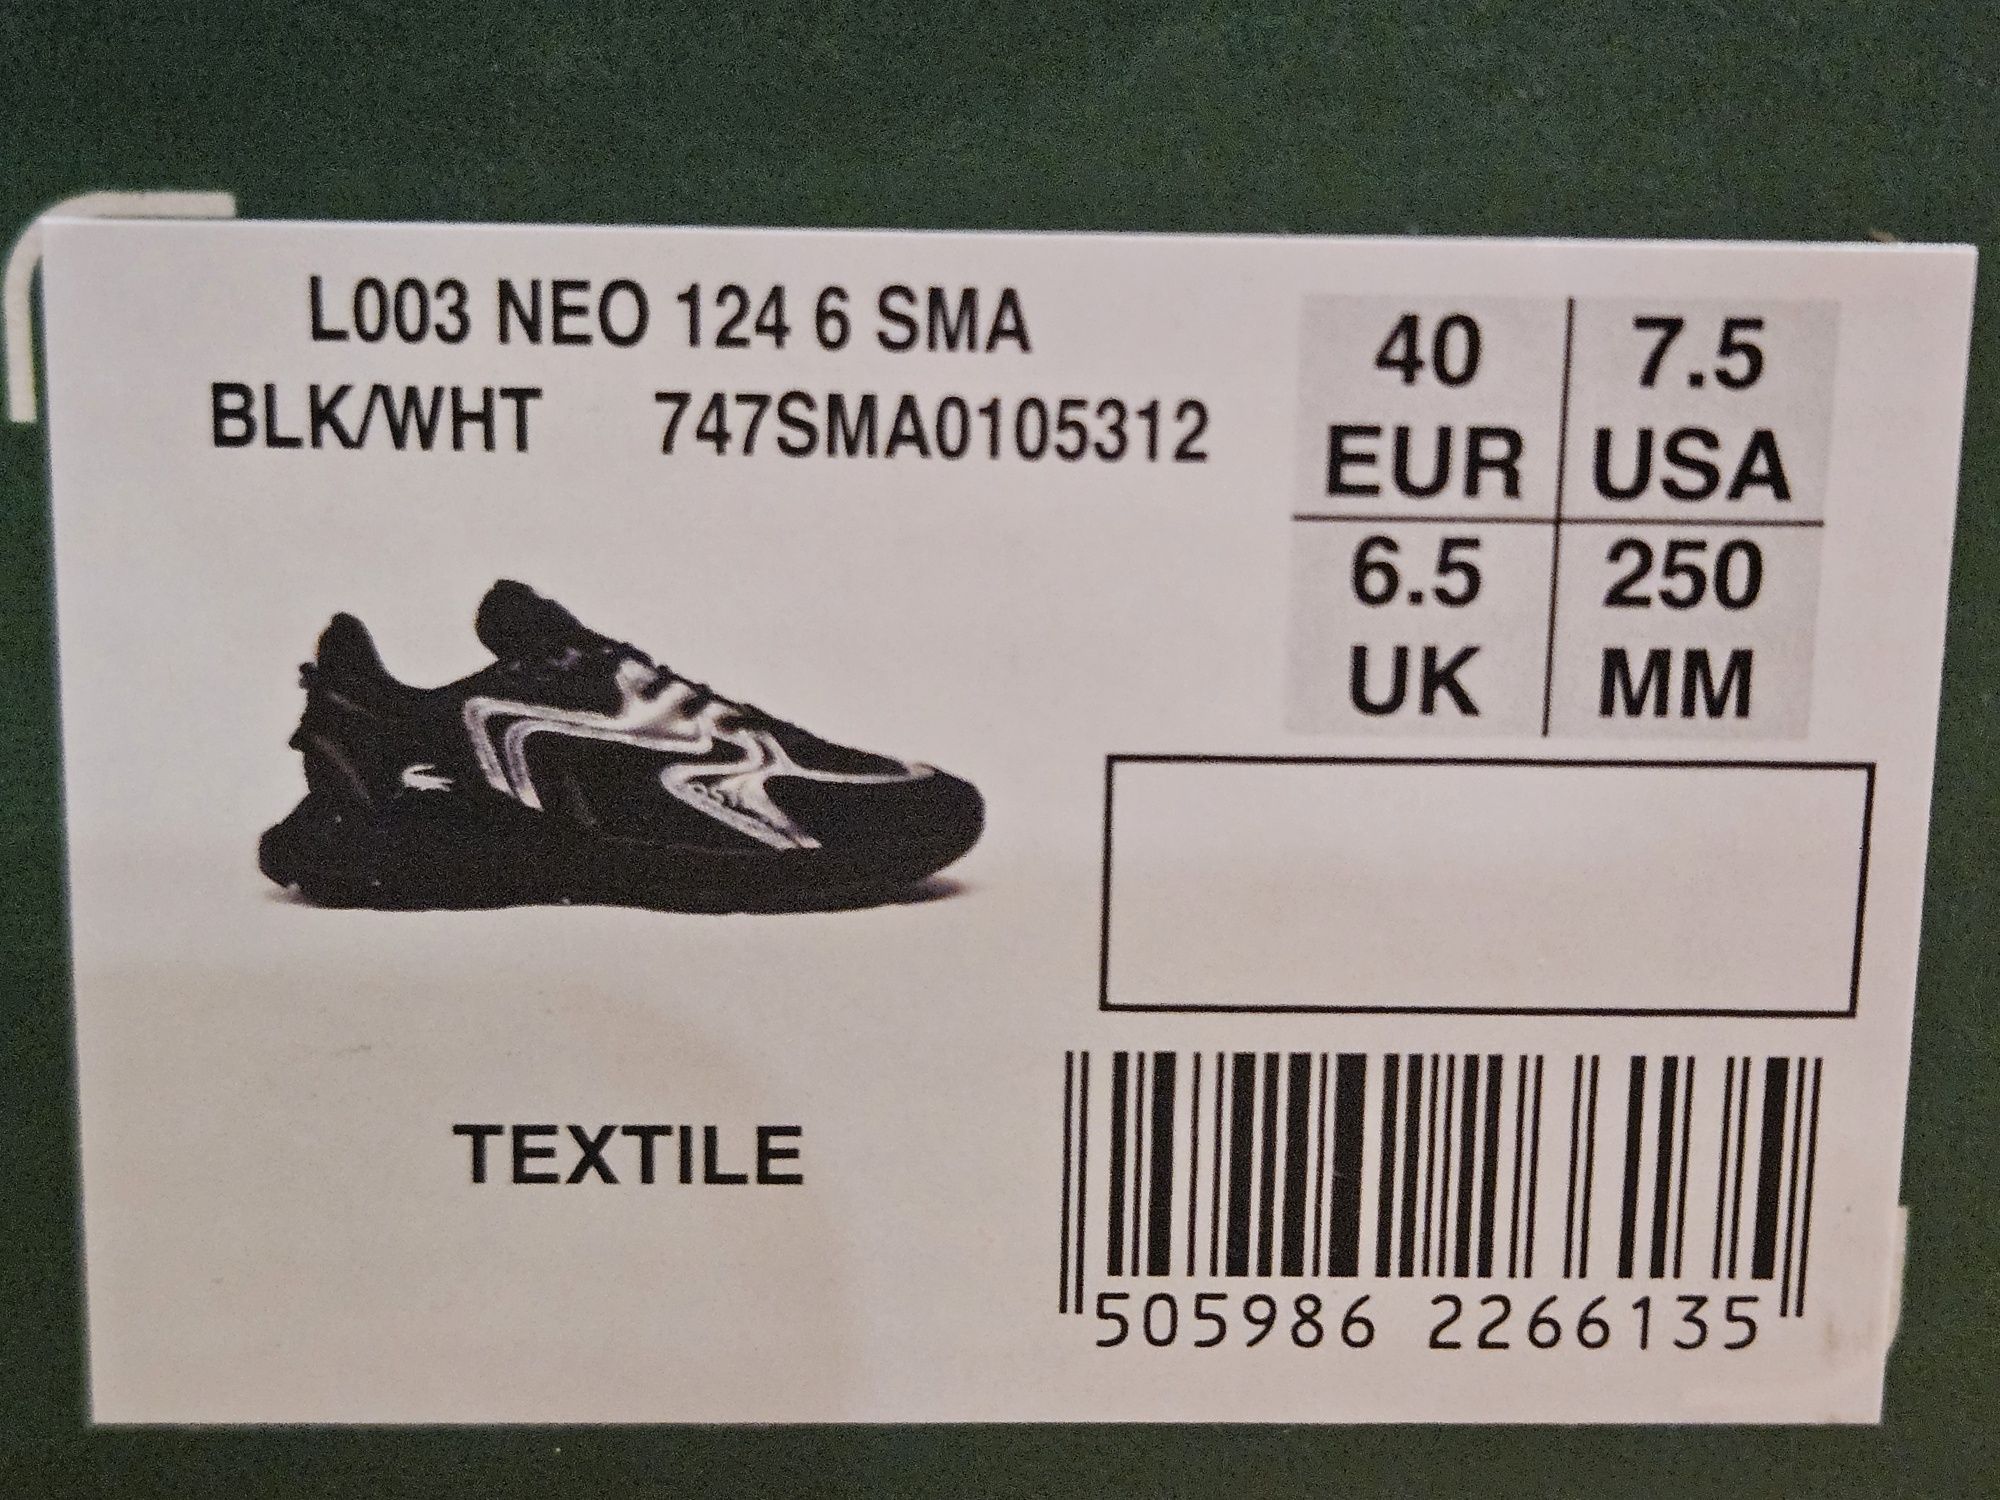 L003 NEO 124 6 SMA
BLK/WHT 747SMA0105312
40 7.5
EUR USA
6.5 250
UK MM
TEXTILE
505986 2266135